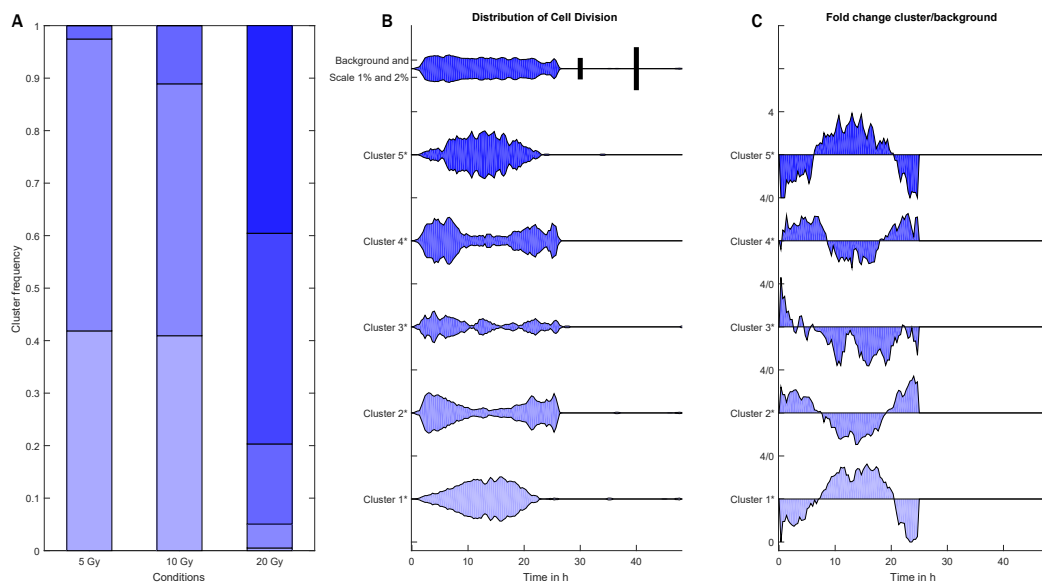 A
1
0.9
0.8
0.7
0.6
0.5
0.4
0.3
0.2
0.1
0
Cluster frequency
5 Gy
10 Gy
20 Gy
Conditions
B
Distribution of Cell Division
Background and
Scale 1% and 2%
Cluster 5*
Cluster 4*
Cluster 3*
Cluster 2*
Cluster 1*
0
10
20
30
40
Time in h
C
Fold change cluster/background
4
Cluster 5*
4/0
Cluster 4*
4/0
Cluster 3*
4/0
Cluster 2*
4/0
Cluster 1*
0
0
10
20
30
40
Time in h